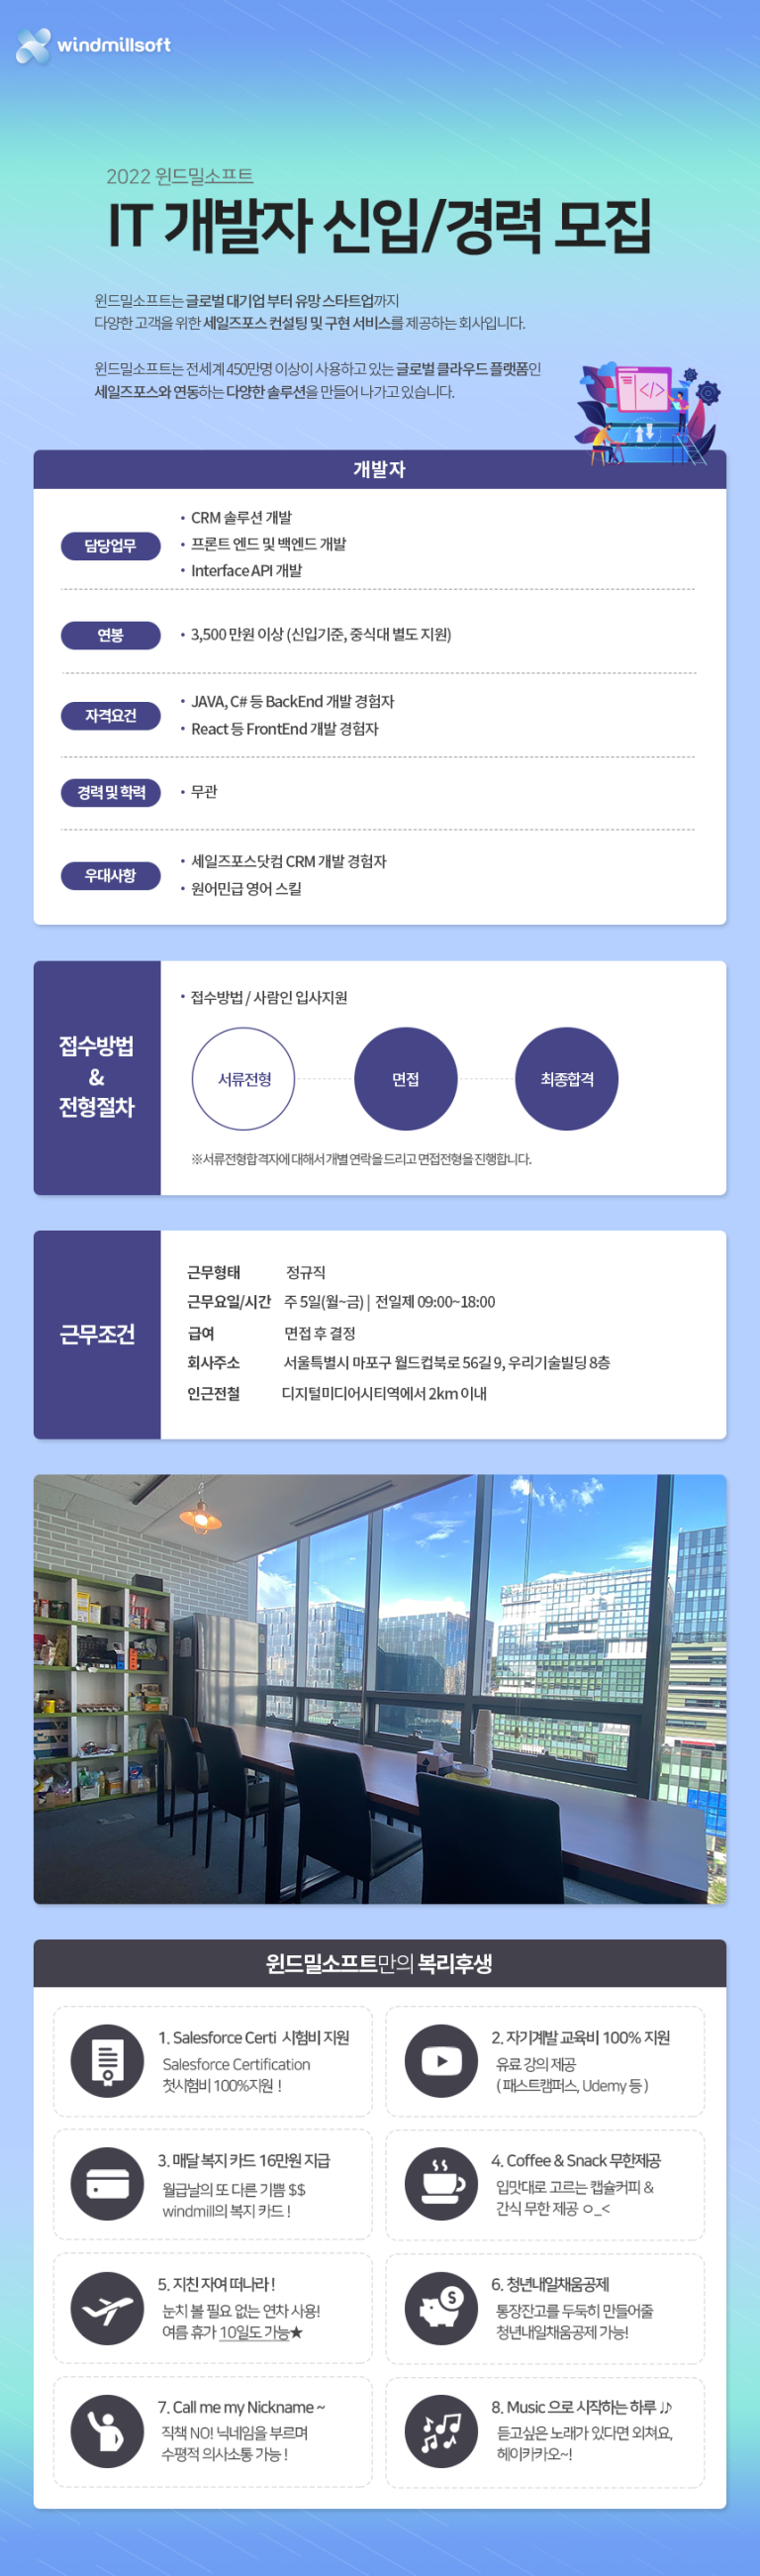 windmillsoft
2022 윈드밀소프트
IT 개발자 신입/경력 모집
윈드밀소프트는 글로벌 대기업 부터 유망 스타트업까지
다양한 고객을 위한 세일즈포스 컨설팅 및 구현 서비스를 제공하는 회사입니다.
윈드밀소프트는 전세계 450만명 이상이 사용하고 있는 글로벌 클라우드 플랫폼인
세일즈포스와 연동하는 다양한 솔루션을 만들어 나가고 있습니다.
</>
개발자
담당업무
• CRM 솔루션 개발
• 프론트 엔드 및 백엔드 개발
• Interface API 개발
연봉
• 3,500 만원 이상 (신입기준, 중식대 별도 지원)
자격요건
• JAVA, C# 등 BackEnd 개발 경험자
• React 등 FrontEnd 개발 경험자
경력 및 학력
• 무관
우대사항
• 세일즈포스닷컴 CRM 개발 경험자
• 원어민급 영어 스킬
접수방법
&
전형절차
• 접수방법 / 사람인 입사지원
서류전형
면접
최종합격
※서류전형합격자에 대해서 개별 연락을 드리고 면접전형을 진행합니다.
근무조건
근무형태 정규직
근무요일/시간 주 5일(월~금) | 전일제 09:00~18:00
급여 면접 후 결정
회사주소 서울특별시 마포구 월드컵북로 56길 9, 우리기술빌딩 8층
인근전철 디지털미디어시티역에서 2km 이내
윈드밀소프트만의 복리후생
1. Salesforce Certi 시험비 지원
Salesforce Certification
첫시험비 100%지원 !
2. 자기계발 교육비 100% 지원
유료 강의 제공
( 패스트캠퍼스, Udemy 등 )
3. 매달 복지 카드 16만원 지급
월급날의 또 다른 기쁨 $$
windmill의 복지 카드 !
4. Coffee & Snack 무한제공
입맛대로 고르는 캡슐커피 &
간식 무한 제공 ㅇ_<
5. 지친 자여 떠나라 !
눈치 볼 필요 없는 연차 사용!
여름 휴가 10일도 가능★
6. 청년내일채움공제
통장잔고를 두둑히 만들어줄
청년내일채움공제 가능!
7. Call me my Nickname ~
직책 NO! 닉네임을 부르며
수평적 의사소통 가능 !
8. Music 으로 시작하는 하루 ♪♪
듣고싶은 노래가 있다면 외쳐요,
헤이카카오~!